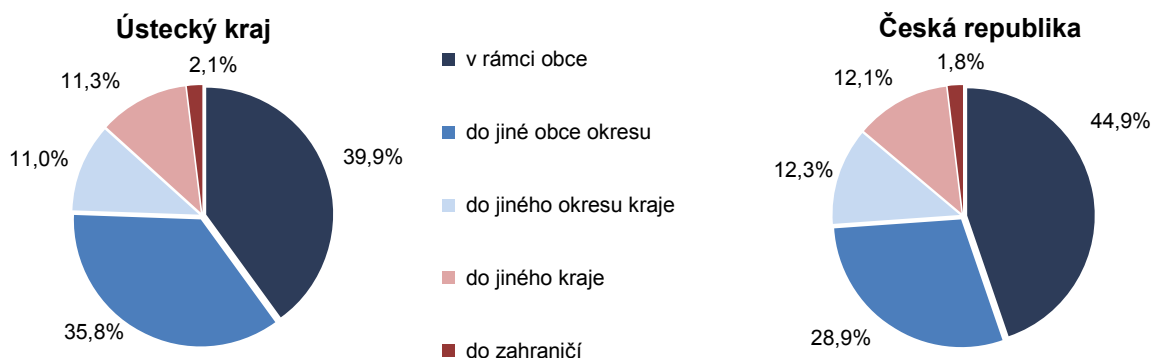 Ústecký kraj
2,1%
11,3%
11,0%
39,9%
35,8%
v rámci obce
do jiné obce okresu
do jiného okresu kraje
do jiného kraje
do zahraničí
Česká republika
1,8%
12,1%
44,9%
12,3%
28,9%